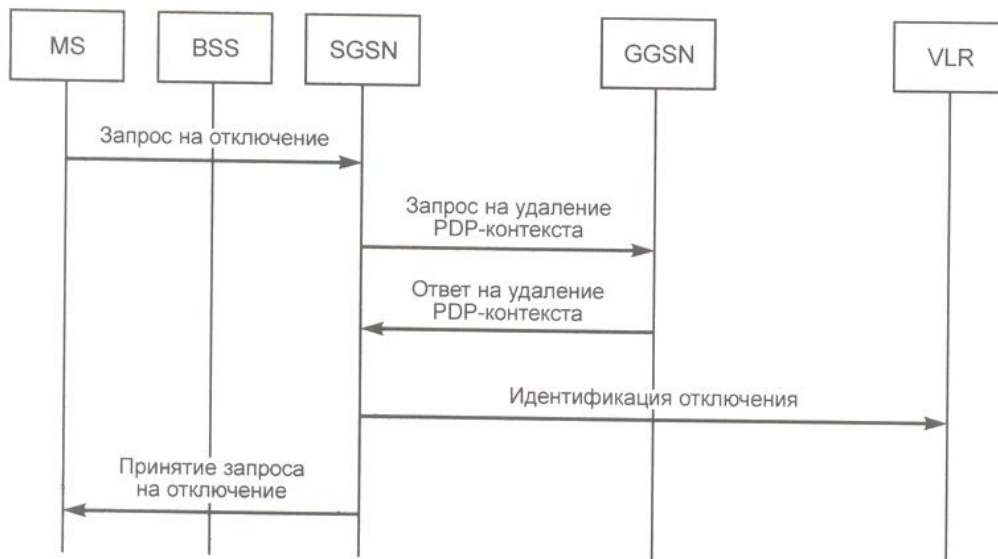 MS
BSS
SGSN
GGSN
VLR
Запрос на отключение
Запрос на удаление
PDP-контекста
Ответ на удаление
PDP-контекста
Идентификация отключения
Принятие запроса
на отключение